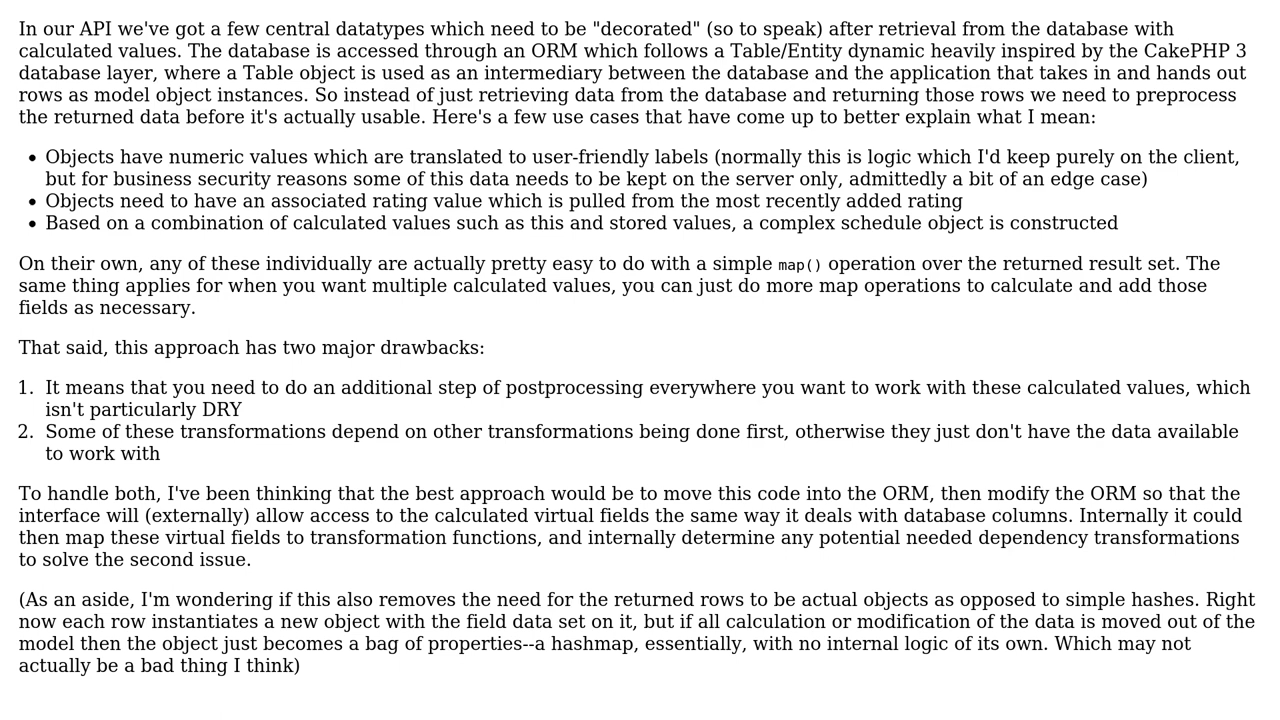 In our API we've got a few central datatypes which need to be "decorated" (so to speak) after retrieval from the database with
calculated values. The database is accessed through an ORM which follows a Table/Entity dynamic heavily inspired by the CakePHP 3
database layer, where a Table object is used as an intermediary between the database and the application that takes in and hands out
rows as model object instances. So instead of just retrieving data from the database and returning those rows we need to preprocess
the returned data before it's actually usable. Here's a few use cases that have come up to better explain what I mean:
• Objects have numeric values which are translated to user-friendly labels (normally this is logic which I'd keep purely on the client,
but for business security reasons some of this data needs to be kept on the server only, admittedly a bit of an edge case)
• Objects need to have an associated rating value which is pulled from the most recently added rating
• Based on a combination of calculated values such as this and stored values, a complex schedule object is constructed
On their own, any of these individually are actually pretty easy to do with a simple map() operation over the returned result set. The
same thing applies for when you want multiple calculated values, you can just do more map operations to calculate and add those
fields as necessary.
That said, this approach has two major drawbacks:
1. It means that you need to do an additional step of postprocessing everywhere you want to work with these calculated values, which
isn't particularly DRY
2. Some of these transformations depend on other transformations being done first, otherwise they just don't have the data available
to work with
To handle both, I've been thinking that the best approach would be to move this code into the ORM, then modify the ORM so that the
interface will (externally) allow access to the calculated virtual fields the same way it deals with database columns. Internally it could
then map these virtual fields to transformation functions, and internally determine any potential needed dependency transformations
to solve the second issue.
(As an aside, I'm wondering if this also removes the need for the returned rows to be actual objects as opposed to simple hashes. Right
now each row instantiates a new object with the field data set on it, but if all calculation or modification of the data is moved out of the
model then the object just becomes a bag of properties--a hashmap, essentially, with no internal logic of its own. Which may not
actually be a bad thing I think)